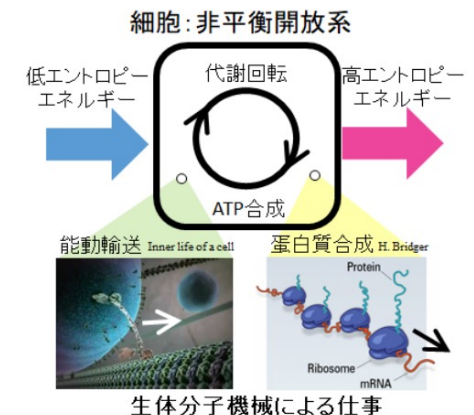 細胞：非平衡開放系
低エントロピー
エネルギー
代謝回転
高エントロピー
エネルギー
ATP合成
能動輸送 Inner life of a cell
蛋白質合成 H. Bridger
Protein
Ribosome
mRNA
生体分子機械による仕事